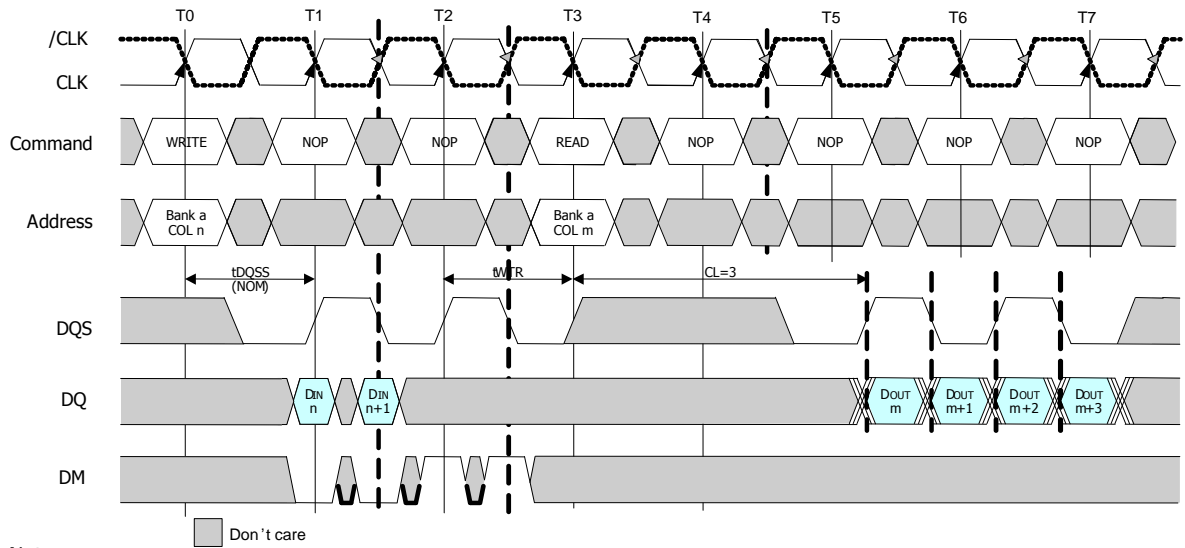 T0 T1 T2 T3 T4 T5 T6 T7
/CLK
CLK
Command WRITE NOP NOP READ NOP NOP NOP NOP
Address Bank a COL n Bank a COL m
tDQSS (NOM) tWTR CL=3
DQS
DQ DIN n DIN n+1 DOUT m DOUT m+1 DOUT m+2 DOUT m+3
DM
Don't care